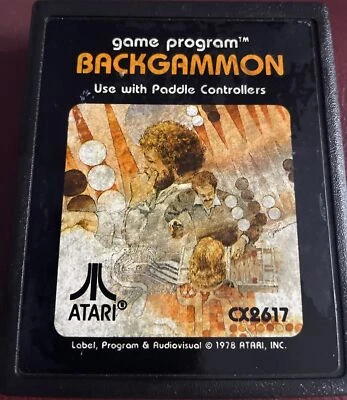 game program™
BACKGAMMON
Use with Paddle Controllers
ATARI®
CX2617
Label, Program & Audiovisual © 1978 ATARI, INC.